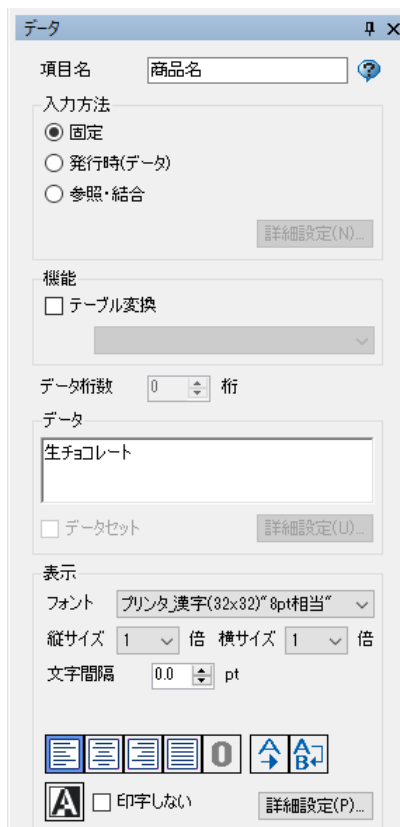 データ
項目名 商品名
入力方法
固定
発行時(データ)
参照・結合
詳細設定(N)...
機能
テーブル変換
データ桁数 0 桁
データ
生チョコレート
データセット 詳細設定(U)...
表示
フォント プリンタ_漢字(32x32)"8pt相当"
縦サイズ 1 倍 横サイズ 1 倍
文字間隔 0.0 pt
0 A AB
A 印字しない 詳細設定(P)...